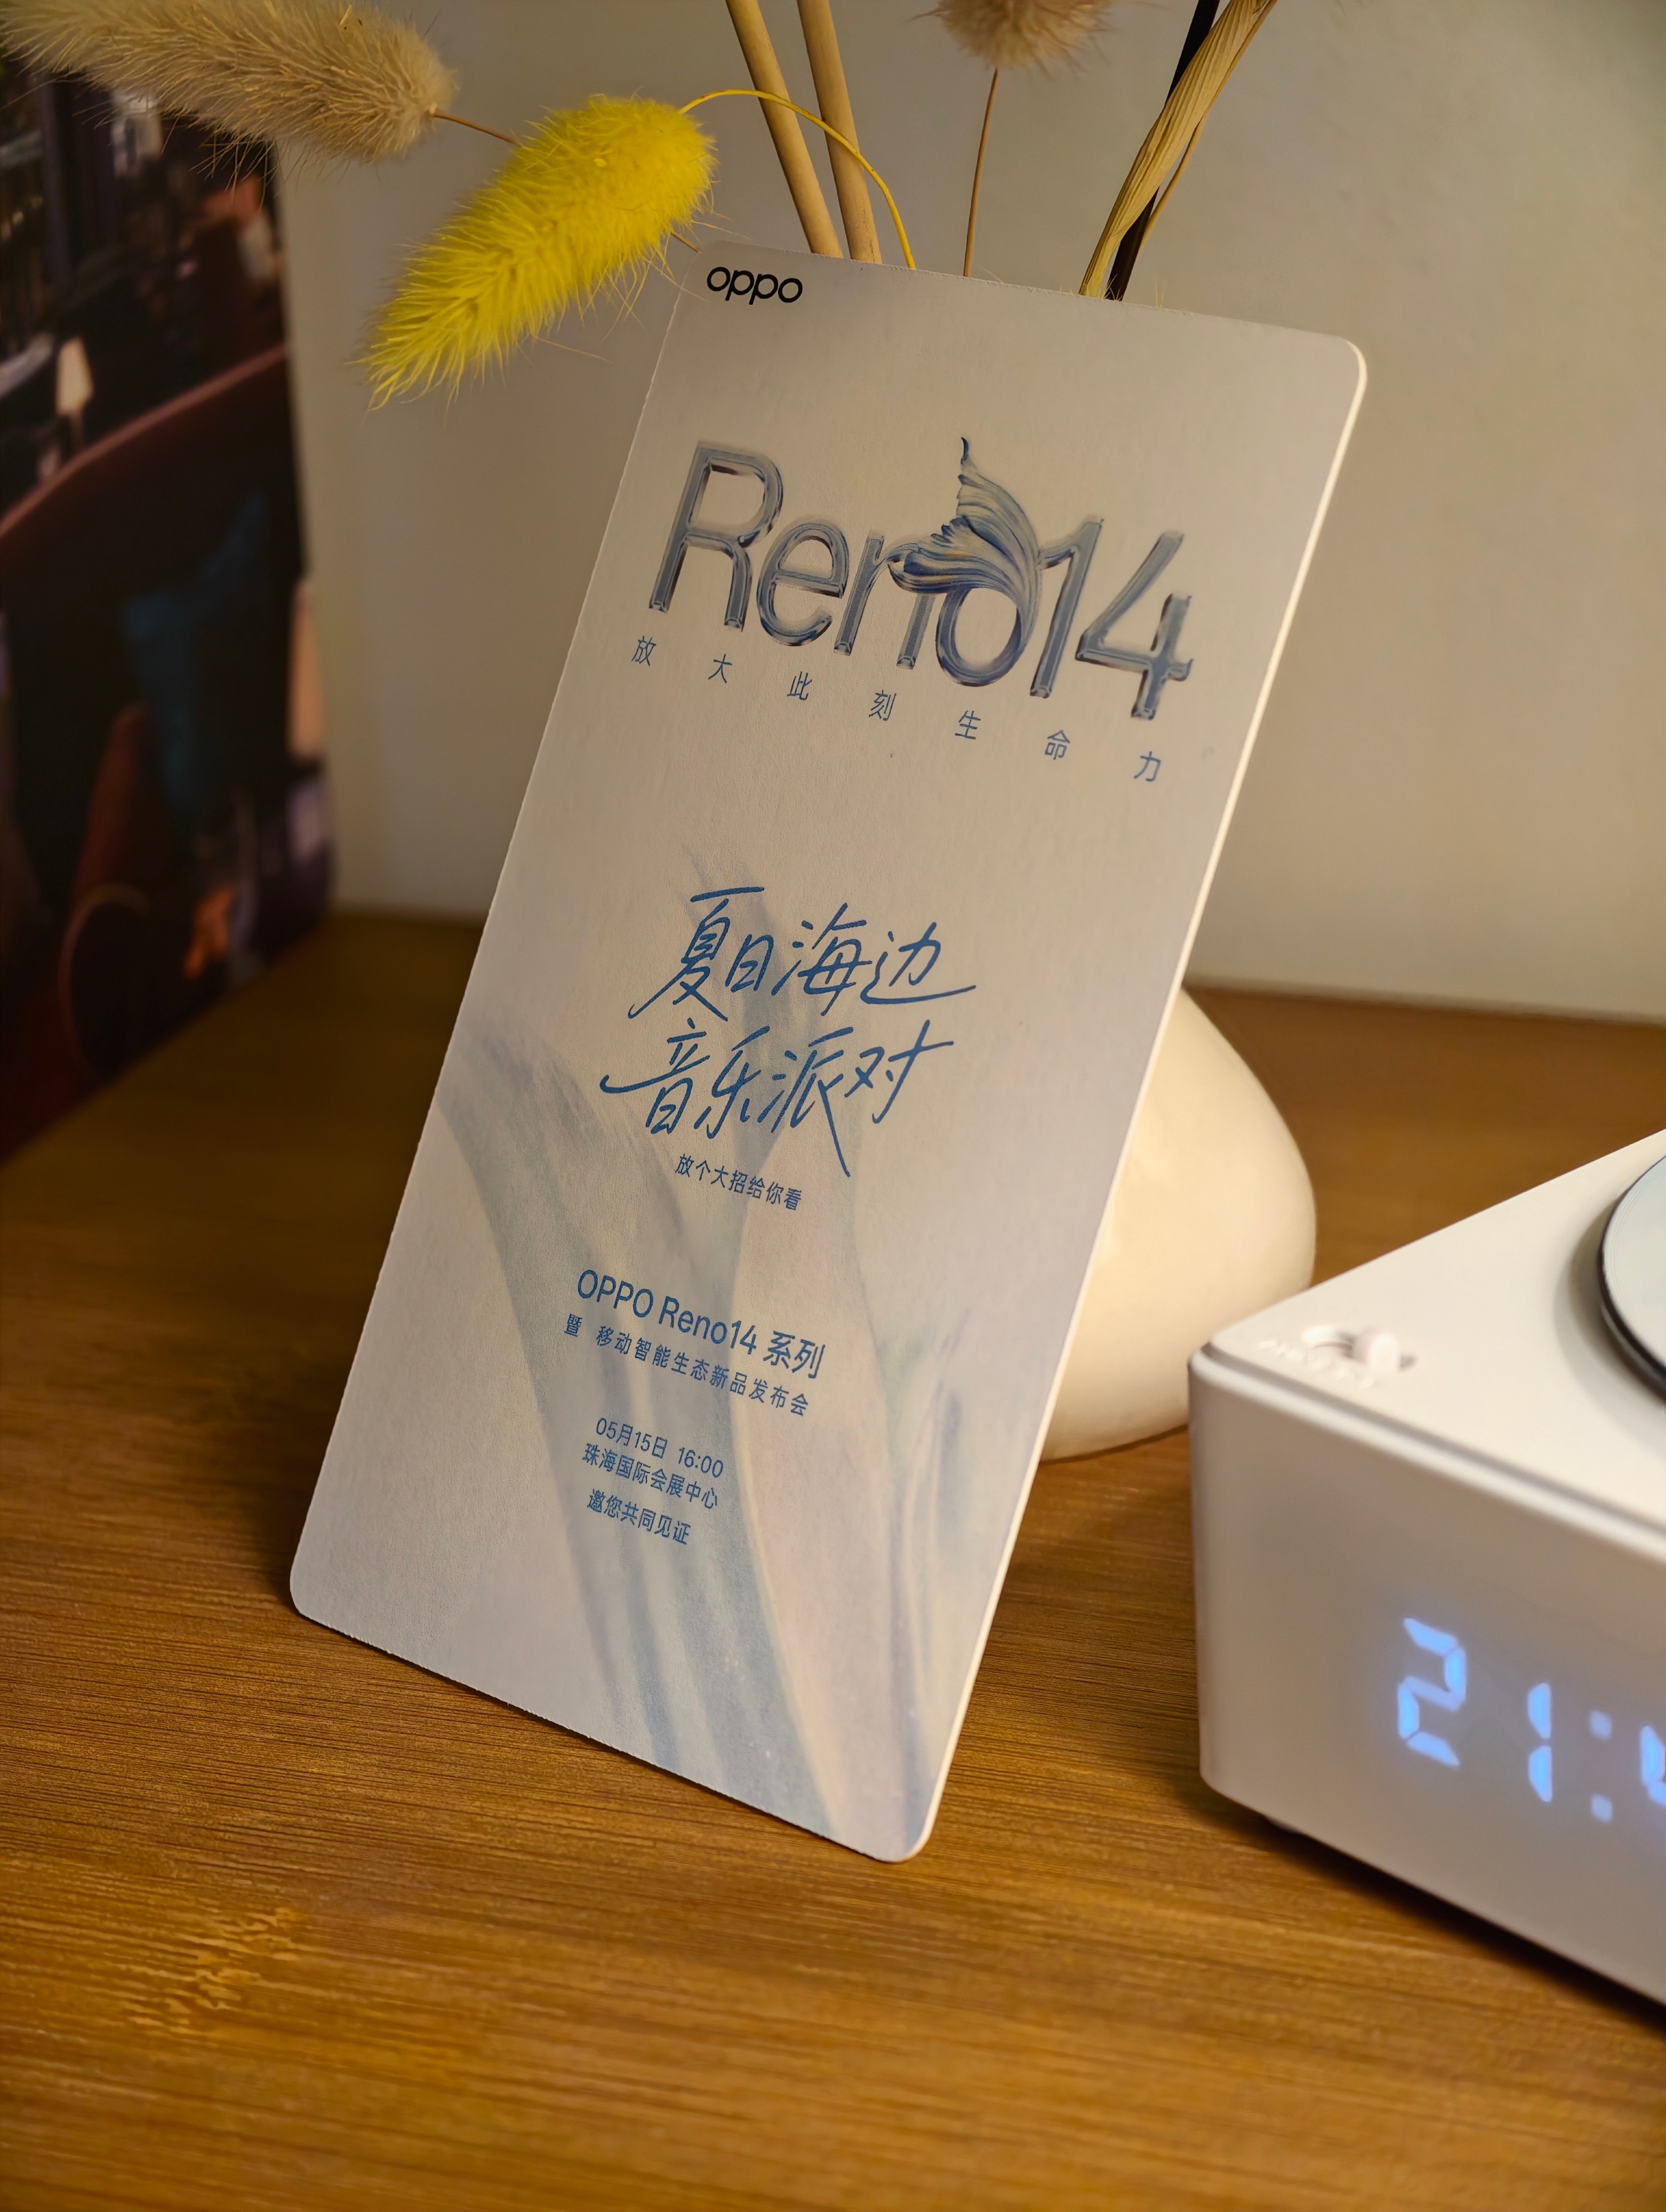 oppo
Reno14
放大此刻生命力
夏日海边
音乐派对
放个大招给你看
OPPO Reno14 系列
暨 移动智能生态新品发布会
05月15日 16:00
珠海国际会展中心
邀您共同见证
21:4